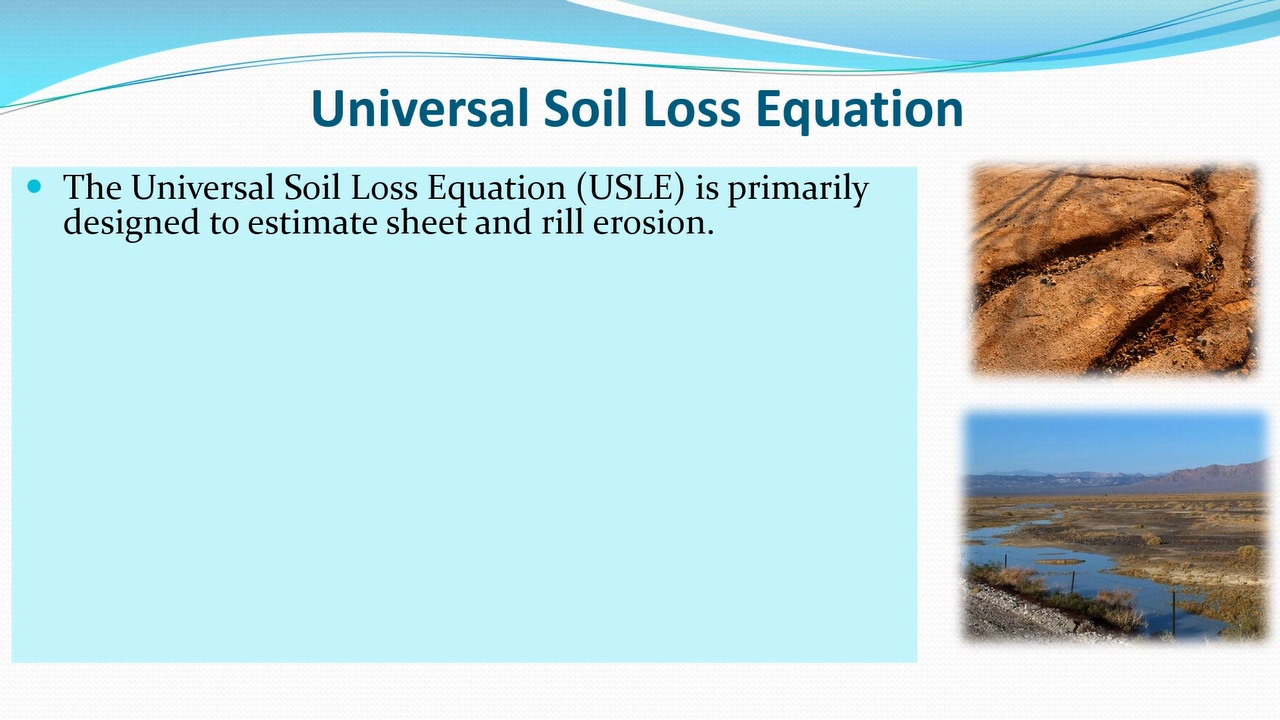 Universal Soil Loss Equation
• The Universal Soil Loss Equation (USLE) is primarily
designed to estimate sheet and rill erosion.